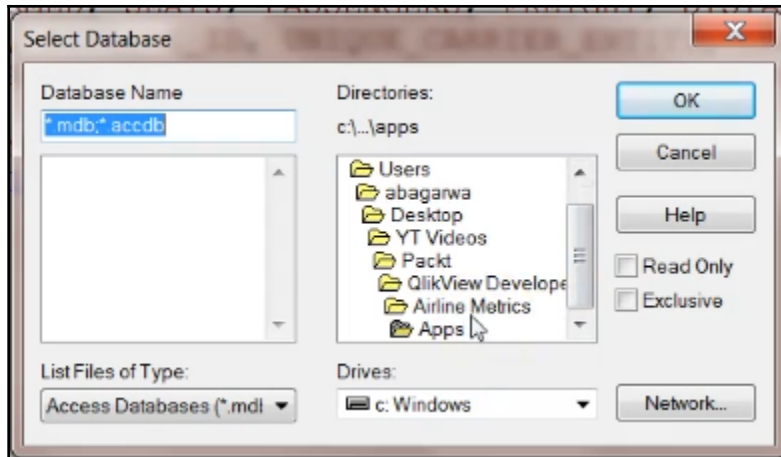 Select Database
Database Name
*.mdb;*.accdb
Directories:
c:\...\apps
Users
abagarwa
Desktop
YT Videos
Packt
QlikView Develope
Airline Metrics
Apps
OK
Cancel
Help
Read Only
Exclusive
List Files of Type:
Access Databases (*.mdl
Drives:
c: Windows
Network...